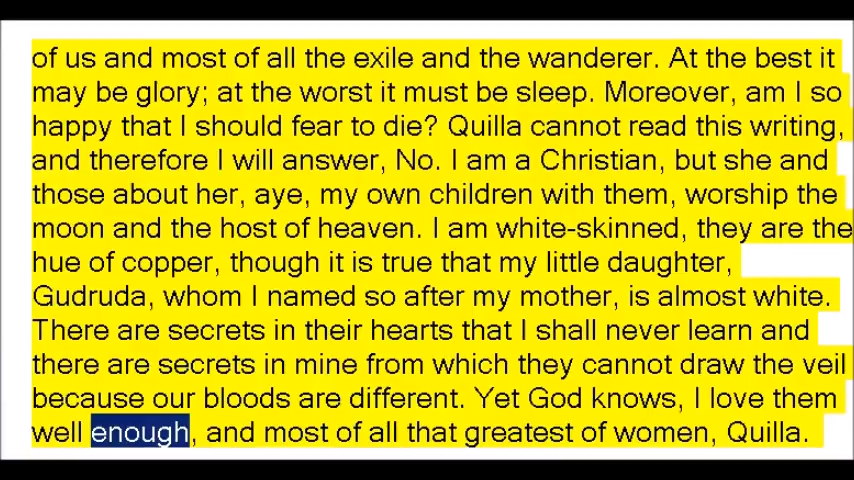 of us and most of all the exile and the wanderer. At the best it
may be glory; at the worst it must be sleep. Moreover, am I so
happy that I should fear to die? Quilla cannot read this writing,
and therefore I will answer, No. I am a Christian, but she and
those about her, aye, my own children with them, worship the
moon and the host of heaven. I am white-skinned, they are the
hue of copper, though it is true that my little daughter,
Gudruda, whom I named so after my mother, is almost white.
There are secrets in their hearts that I shall never learn and
there are secrets in mine from which they cannot draw the veil
because our bloods are different. Yet God knows, I love them
well enough, and most of all that greatest of women, Quilla.